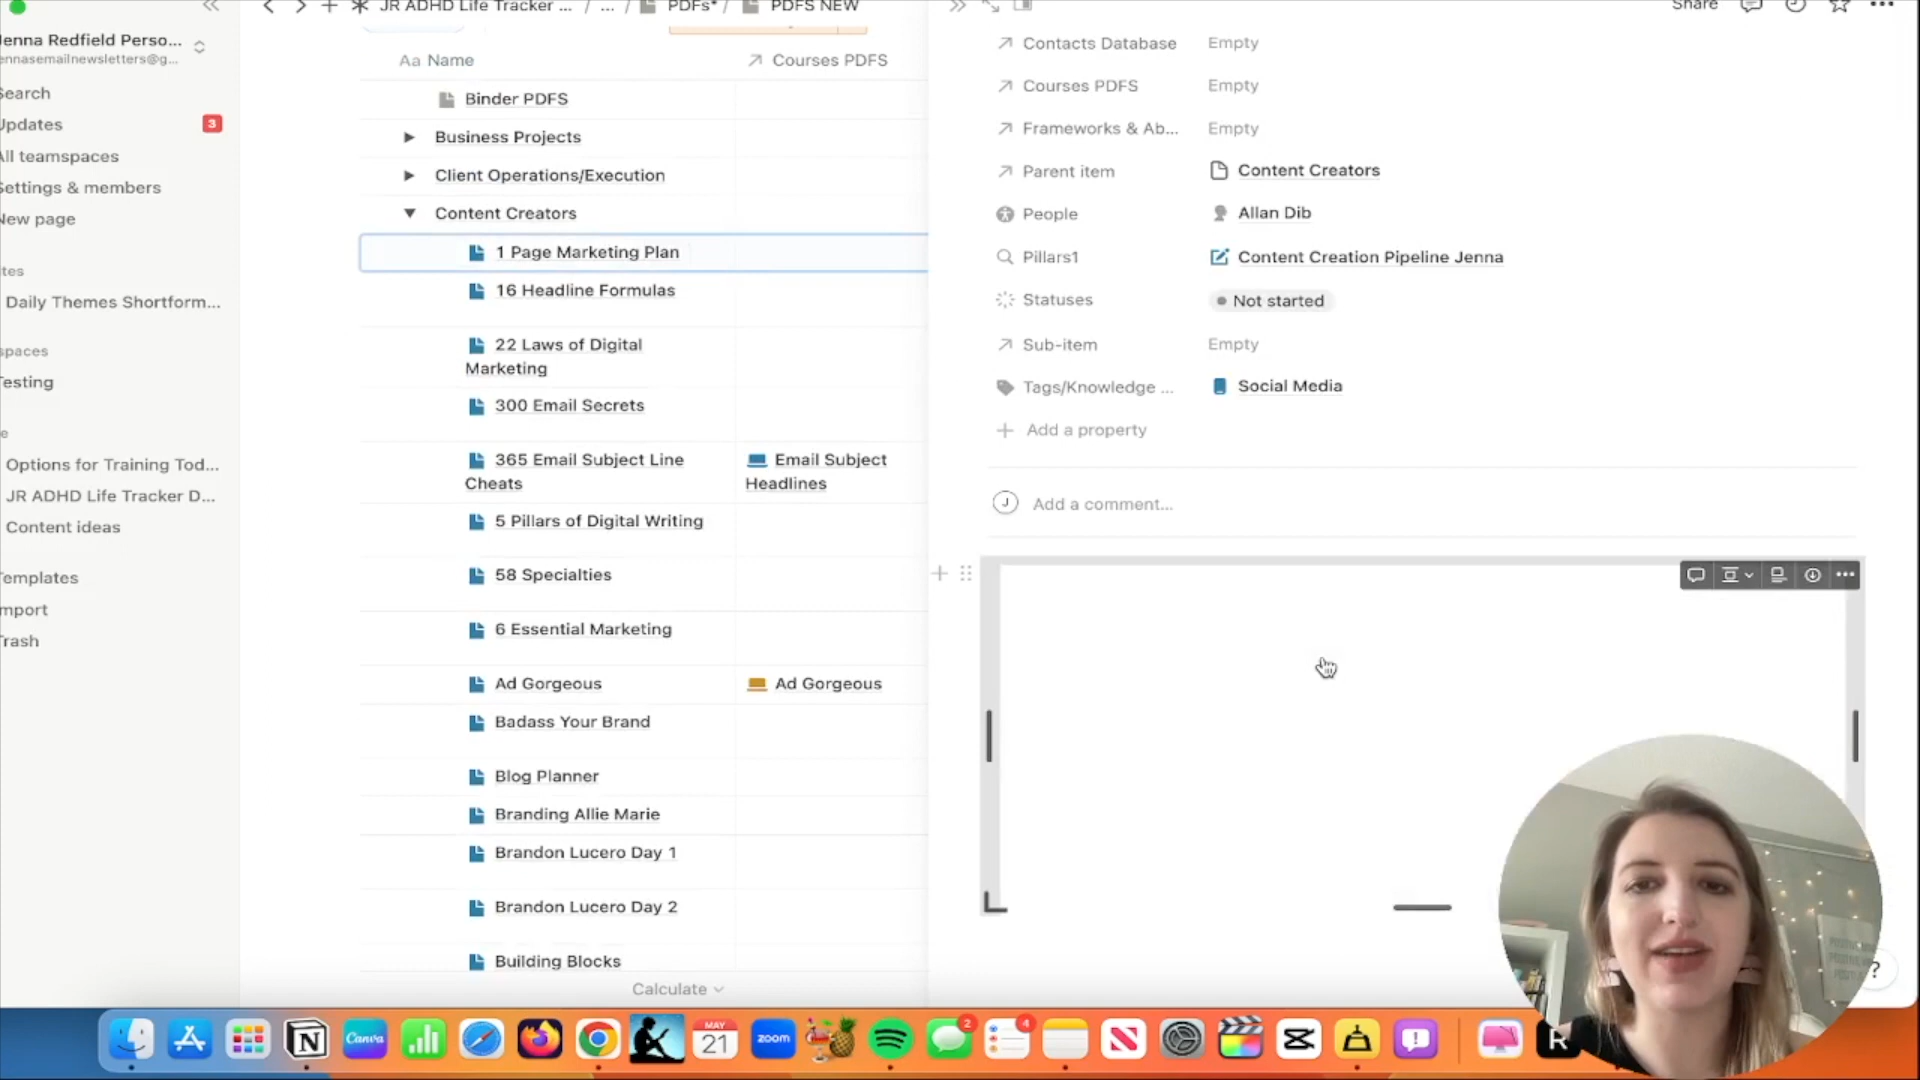 JR ADHD Life Tracker ... / ... / PDFs* / PDFS NEW
Share
Jenna Redfield Perso...
ennasemailnewsletters@g...
Search
Updates
3
All teamspaces
Settings & members
New page
ites
Daily Themes Shortform...
spaces
Testing
e
Options for Training Tod...
JR ADHD Life Tracker D...
Content ideas
Templates
Import
Trash
Aa Name
Courses PDFS
Binder PDFS
Business Projects
Client Operations/Execution
Content Creators
1 Page Marketing Plan
16 Headline Formulas
22 Laws of Digital
Marketing
300 Email Secrets
365 Email Subject Line
Cheats
Email Subject
Headlines
5 Pillars of Digital Writing
58 Specialties
6 Essential Marketing
Ad Gorgeous
Ad Gorgeous
Badass Your Brand
Blog Planner
Branding Allie Marie
Brandon Lucero Day 1
Brandon Lucero Day 2
Building Blocks
Calculate
Contacts Database Empty
Courses PDFS Empty
Frameworks & Ab... Empty
Parent item Content Creators
People Allan Dib
Pillars1 Content Creation Pipeline Jenna
Statuses Not started
Sub-item Empty
Tags/Knowledge ... Social Media
Add a property
J Add a comment...
?
Canva
MAY
21
zoom
2
4
R